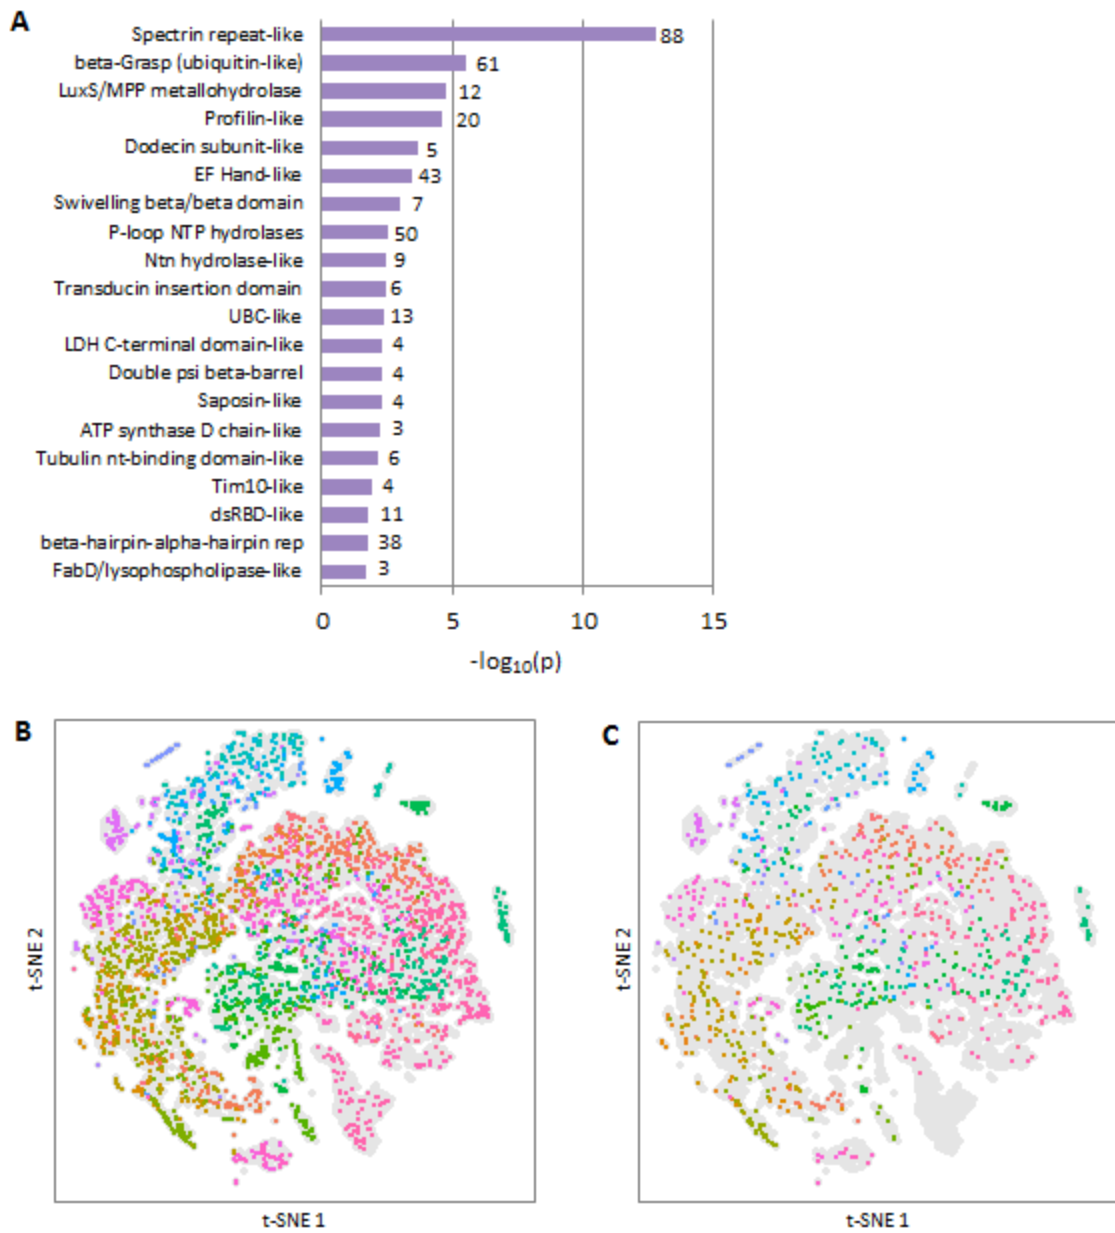 A
Spectrin repeat-like 88
beta-Grasp (ubiquitin-like) 61
LuxS/MPP metallohydrolase 12
Profilin-like 20
Dodecin subunit-like 5
EF Hand-like 43
Swivelling beta/beta domain 7
P-loop NTP hydrolases 50
Ntn hydrolase-like 9
Transducin insertion domain 6
UBC-like 13
LDH C-terminal domain-like 4
Double psi beta-barrel 4
Saposin-like 4
ATP synthase D chain-like 3
Tubulin nt-binding domain-like 6
Tim10-like 4
dsRBD-like 11
beta-hairpin-alpha-hairpin rep 38
FabD/lysophospholipase-like 3
0 5 10 15
-log10(p)
B
t-SNE 2
t-SNE 1
C
t-SNE 2
t-SNE 1